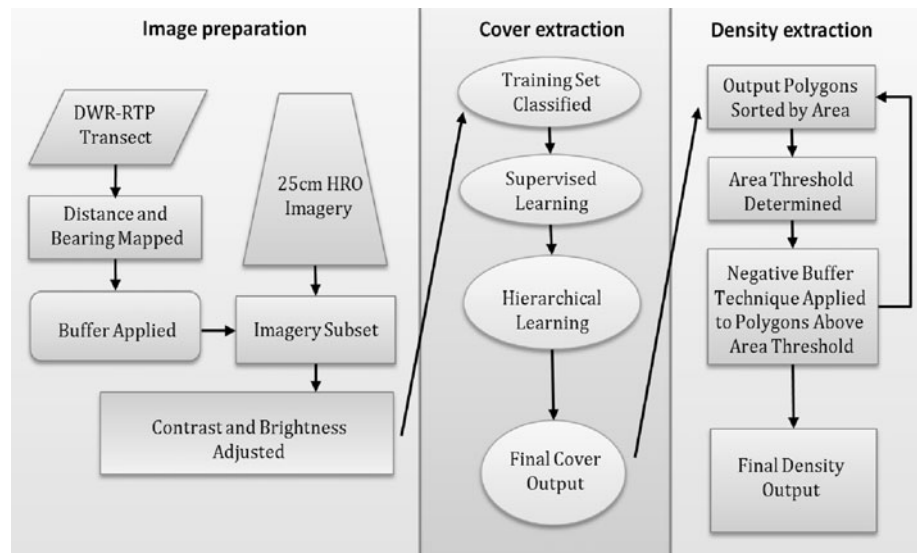 Image preparation
DWR-RTP
Transect
25cm HRO
Imagery
Distance and
Bearing Mapped
Buffer Applied
Imagery Subset
Contrast and Brightness
Adjusted
Cover extraction
Training Set
Classified
Supervised
Learning
Hierarchical
Learning
Final Cover
Output
Density extraction
Output Polygons
Sorted by Area
Area Threshold
Determined
Negative Buffer
Technique Applied
to Polygons Above
Area Threshold
Final Density
Output